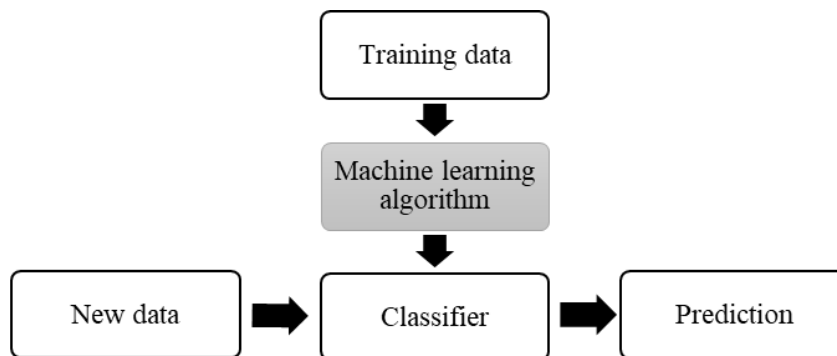 Training data
Machine learning
algorithm
New data
Classifier
Prediction